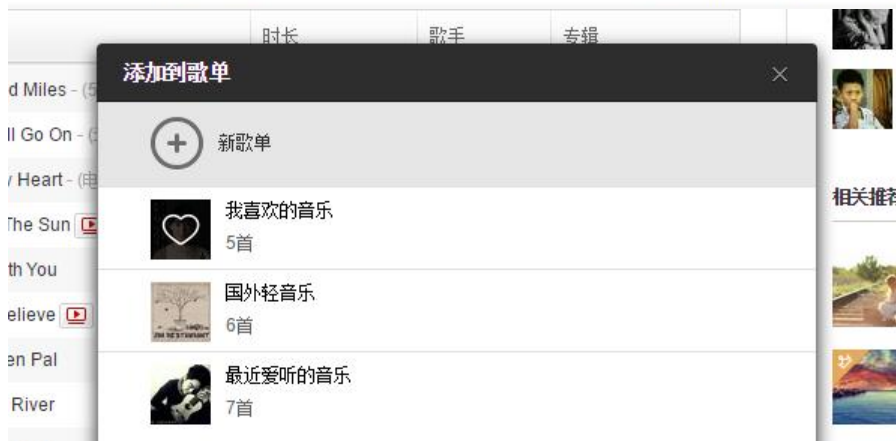 时长 歌手 专辑
添加到歌单
d Miles - (5
新歌单
ll Go On - (
Heart - (电
我喜欢的音乐
The Sun
5首
相关推荐
th You
国外轻音乐
elieve
6首
en Pal
最近爱听的音乐
River
7首